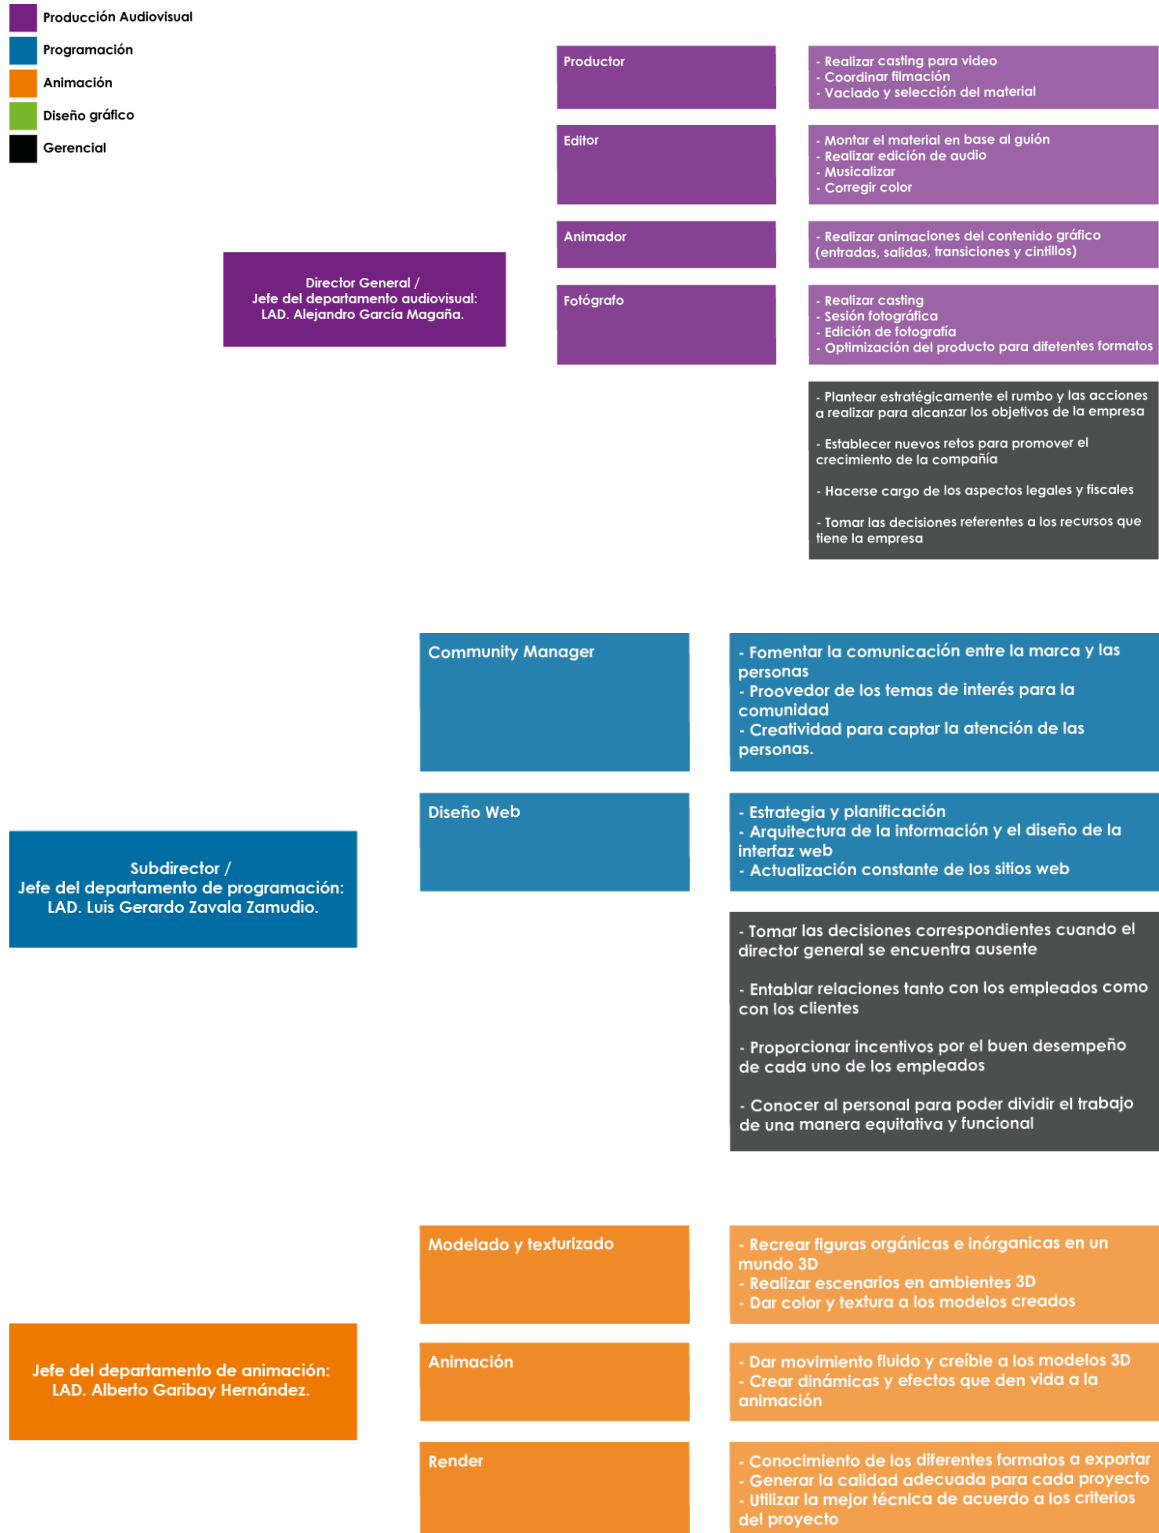 Producción Audiovisual
Programación
Animación
Diseño gráfico
Gerencial
Director General /
Jefe del departamento audiovisual:
LAD. Alejandro García Magaña.
Productor
- Realizar casting para video
- Coordinar filmación
- Vaciado y selección del material
Editor
- Montar el material en base al guión
- Realizar edición de audio
- Musicalizar
- Corregir color
Animador
- Realizar animaciones del contenido gráfico
(entradas, salidas, transiciones y cintillos)
Fotógrafo
- Realizar casting
- Sesión fotográfica
- Edición de fotografía
- Optimización del producto para difetentes formatos
- Plantear estratégicamente el rumbo y las acciones
a realizar para alcanzar los objetivos de la empresa
- Establecer nuevos retos para promover el
crecimiento de la compañía
- Hacerse cargo de los aspectos legales y fiscales
- Tomar las decisiones referentes a los recursos que
tiene la empresa
Subdirector /
Jefe del departamento de programación:
LAD. Luis Gerardo Zavala Zamudio.
Community Manager
- Fomentar la comunicación entre la marca y las
personas
- Proovedor de los temas de interés para la
comunidad
- Creatividad para captar la atención de las
personas.
Diseño Web
- Estrategia y planificación
- Arquitectura de la información y el diseño de la
interfaz web
- Actualización constante de los sitios web
- Tomar las decisiones correspondientes cuando el
director general se encuentra ausente
- Entablar relaciones tanto con los empleados como
con los clientes
- Proporcionar incentivos por el buen desempeño
de cada uno de los empleados
- Conocer al personal para poder dividir el trabajo
de una manera equitativa y funcional
Jefe del departamento de animación:
LAD. Alberto Garibay Hernández.
Modelado y texturizado
- Recrear figuras orgánicas e inórganicas en un
mundo 3D
- Realizar escenarios en ambientes 3D
- Dar color y textura a los modelos creados
Animación
- Dar movimiento fluido y creíble a los modelos 3D
- Crear dinámicas y efectos que den vida a la
animación
Render
- Conocimiento de los diferentes formatos a exportar
- Generar la calidad adecuada para cada proyecto
- Utilizar la mejor técnica de acuerdo a los criterios
del proyecto